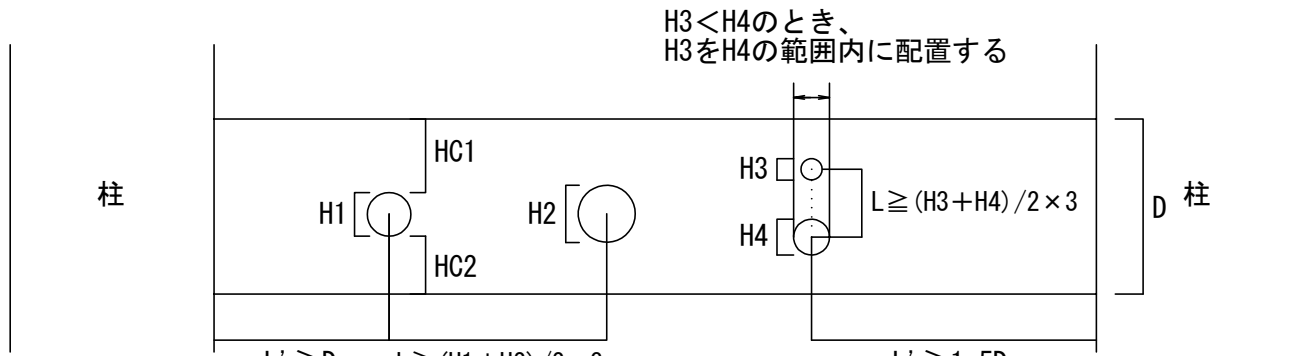 H3<H4のとき、
H3をH4の範囲内に配置する
HC1
H3
柱
H1
H2
L≧(H3+H4)/2×3
D
柱
H4
HC2